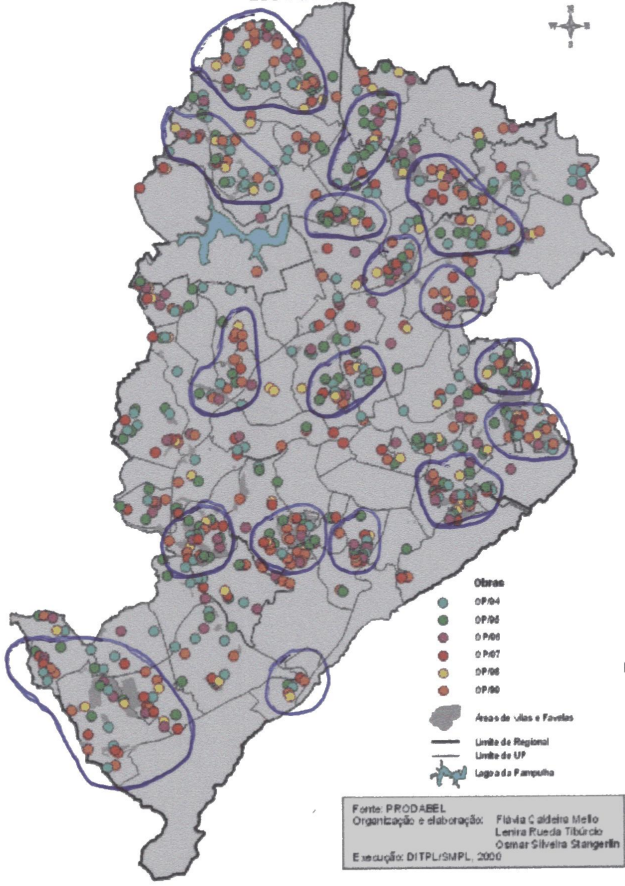 N
W E
S
Obras
OP/94
OP/95
OP/96
OP/97
OP/98
OP/99
Áreas de vilas e Favelas
Limite de Regional
Limite de UP
Lagoa da Pampulha
Fonte: PRODABEL
Organização e elaboração: Flávia Caldeira Mello
Lenira Rueda Tibúrcio
Osmar Silveira Stangerlin
Execução: DITPL/SMPL, 2000